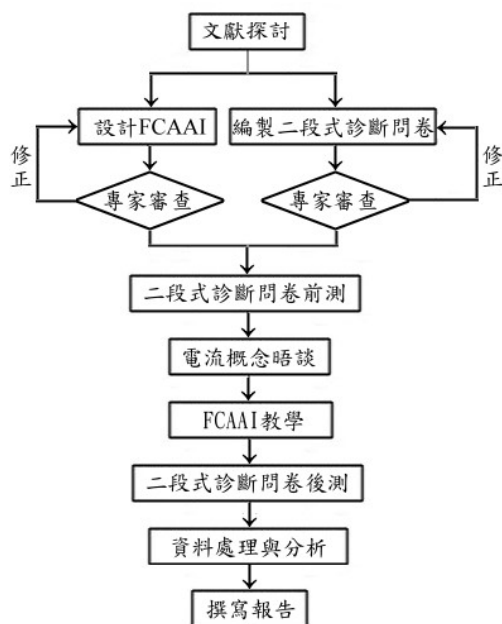 文獻探討
設計FCAAI
編製二段式診斷問卷
修正
修正
專家審查
專家審查
二段式診斷問卷前測
電流概念晤談
FCAAI教學
二段式診斷問卷後測
資料處理與分析
撰寫報告